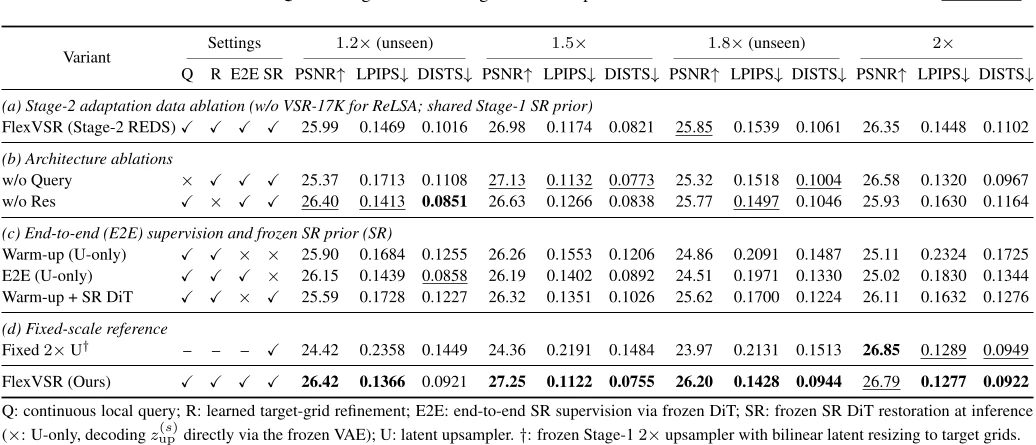 Settings 1.2× (unseen) 1.5× 1.8× (unseen) 2×
Variant
Q R E2E SR PSNR↑ LPIPS↓ DISTS↓ PSNR↑ LPIPS↓ DISTS↓ PSNR↑ LPIPS↓ DISTS↓ PSNR↑ LPIPS↓ DISTS↓
(a) Stage-2 adaptation data ablation (w/o VSR-17K for ReLSA; shared Stage-1 SR prior)
FlexVSR (Stage-2 REDS) ✓ ✓ ✓ ✓ 25.99 0.1469 0.1016 26.98 0.1174 0.0821 25.85 0.1539 0.1061 26.35 0.1448 0.1102
(b) Architecture ablations
w/o Query × ✓ ✓ ✓ 25.37 0.1713 0.1108 27.13 0.1132 0.0773 25.32 0.1518 0.1004 26.58 0.1320 0.0967
w/o Res ✓ × ✓ ✓ 26.40 0.1413 0.0851 26.63 0.1266 0.0838 25.77 0.1497 0.1046 25.93 0.1630 0.1164
(c) End-to-end (E2E) supervision and frozen SR prior (SR)
Warm-up (U-only) ✓ ✓ × × 25.90 0.1684 0.1255 26.26 0.1553 0.1206 24.86 0.2091 0.1487 25.11 0.2324 0.1725
E2E (U-only) ✓ ✓ ✓ × 26.15 0.1439 0.0858 26.19 0.1402 0.0892 24.51 0.1971 0.1330 25.02 0.1830 0.1344
Warm-up + SR DiT ✓ ✓ × ✓ 25.59 0.1728 0.1227 26.32 0.1351 0.1026 25.62 0.1700 0.1224 26.11 0.1632 0.1276
(d) Fixed-scale reference
Fixed 2× U† – – – ✓ 24.42 0.2358 0.1449 24.36 0.2191 0.1484 23.97 0.2131 0.1513 26.85 0.1289 0.0949
FlexVSR (Ours) ✓ ✓ ✓ ✓ 26.42 0.1366 0.0921 27.25 0.1122 0.0755 26.20 0.1428 0.0944 26.79 0.1277 0.0922
Q: continuous local query; R: learned target-grid refinement; E2E: end-to-end SR supervision via frozen DiT; SR: frozen SR DiT restoration at inference
(×: U-only, decoding z_up^(s) directly via the frozen VAE); U: latent upsampler. †: frozen Stage-1 2× upsampler with bilinear latent resizing to target grids.